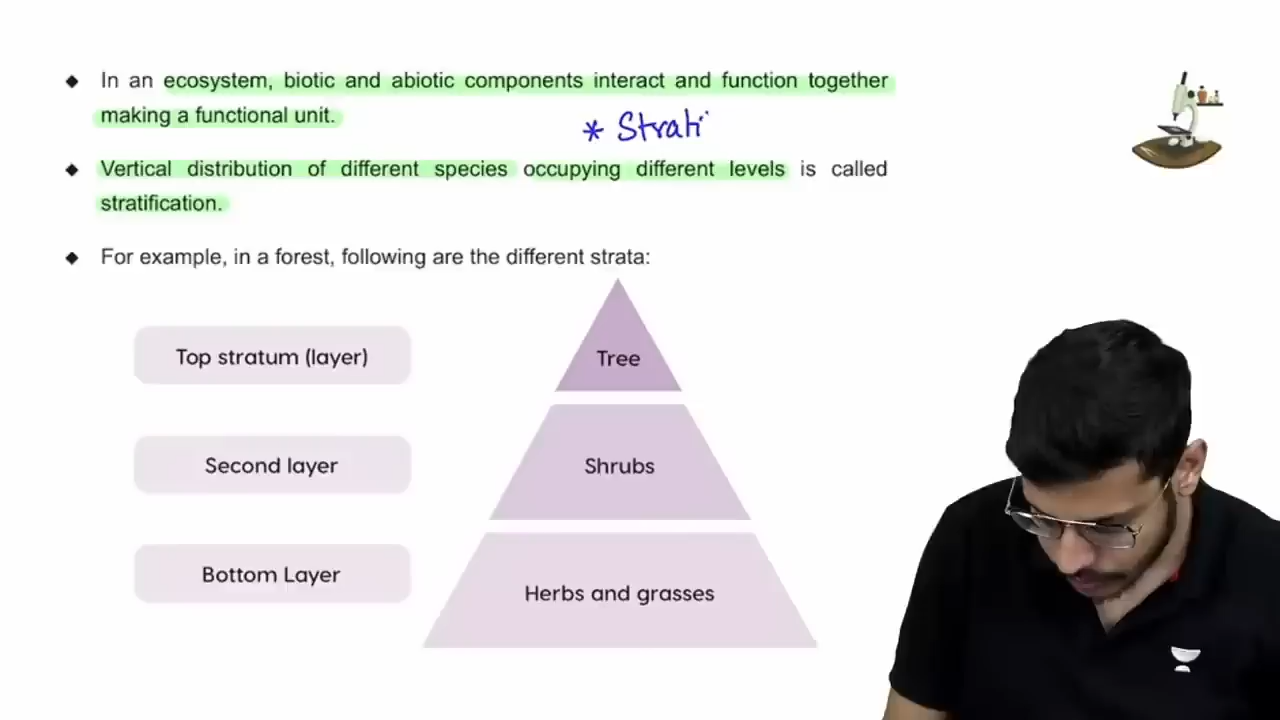 ◆ In an ecosystem, biotic and abiotic components interact and function together
making a functional unit.
* Strati
◆ Vertical distribution of different species occupying different levels is called
stratification.
◆ For example, in a forest, following are the different strata:
Top stratum (layer)
Tree
Second layer
Shrubs
Bottom Layer
Herbs and grasses